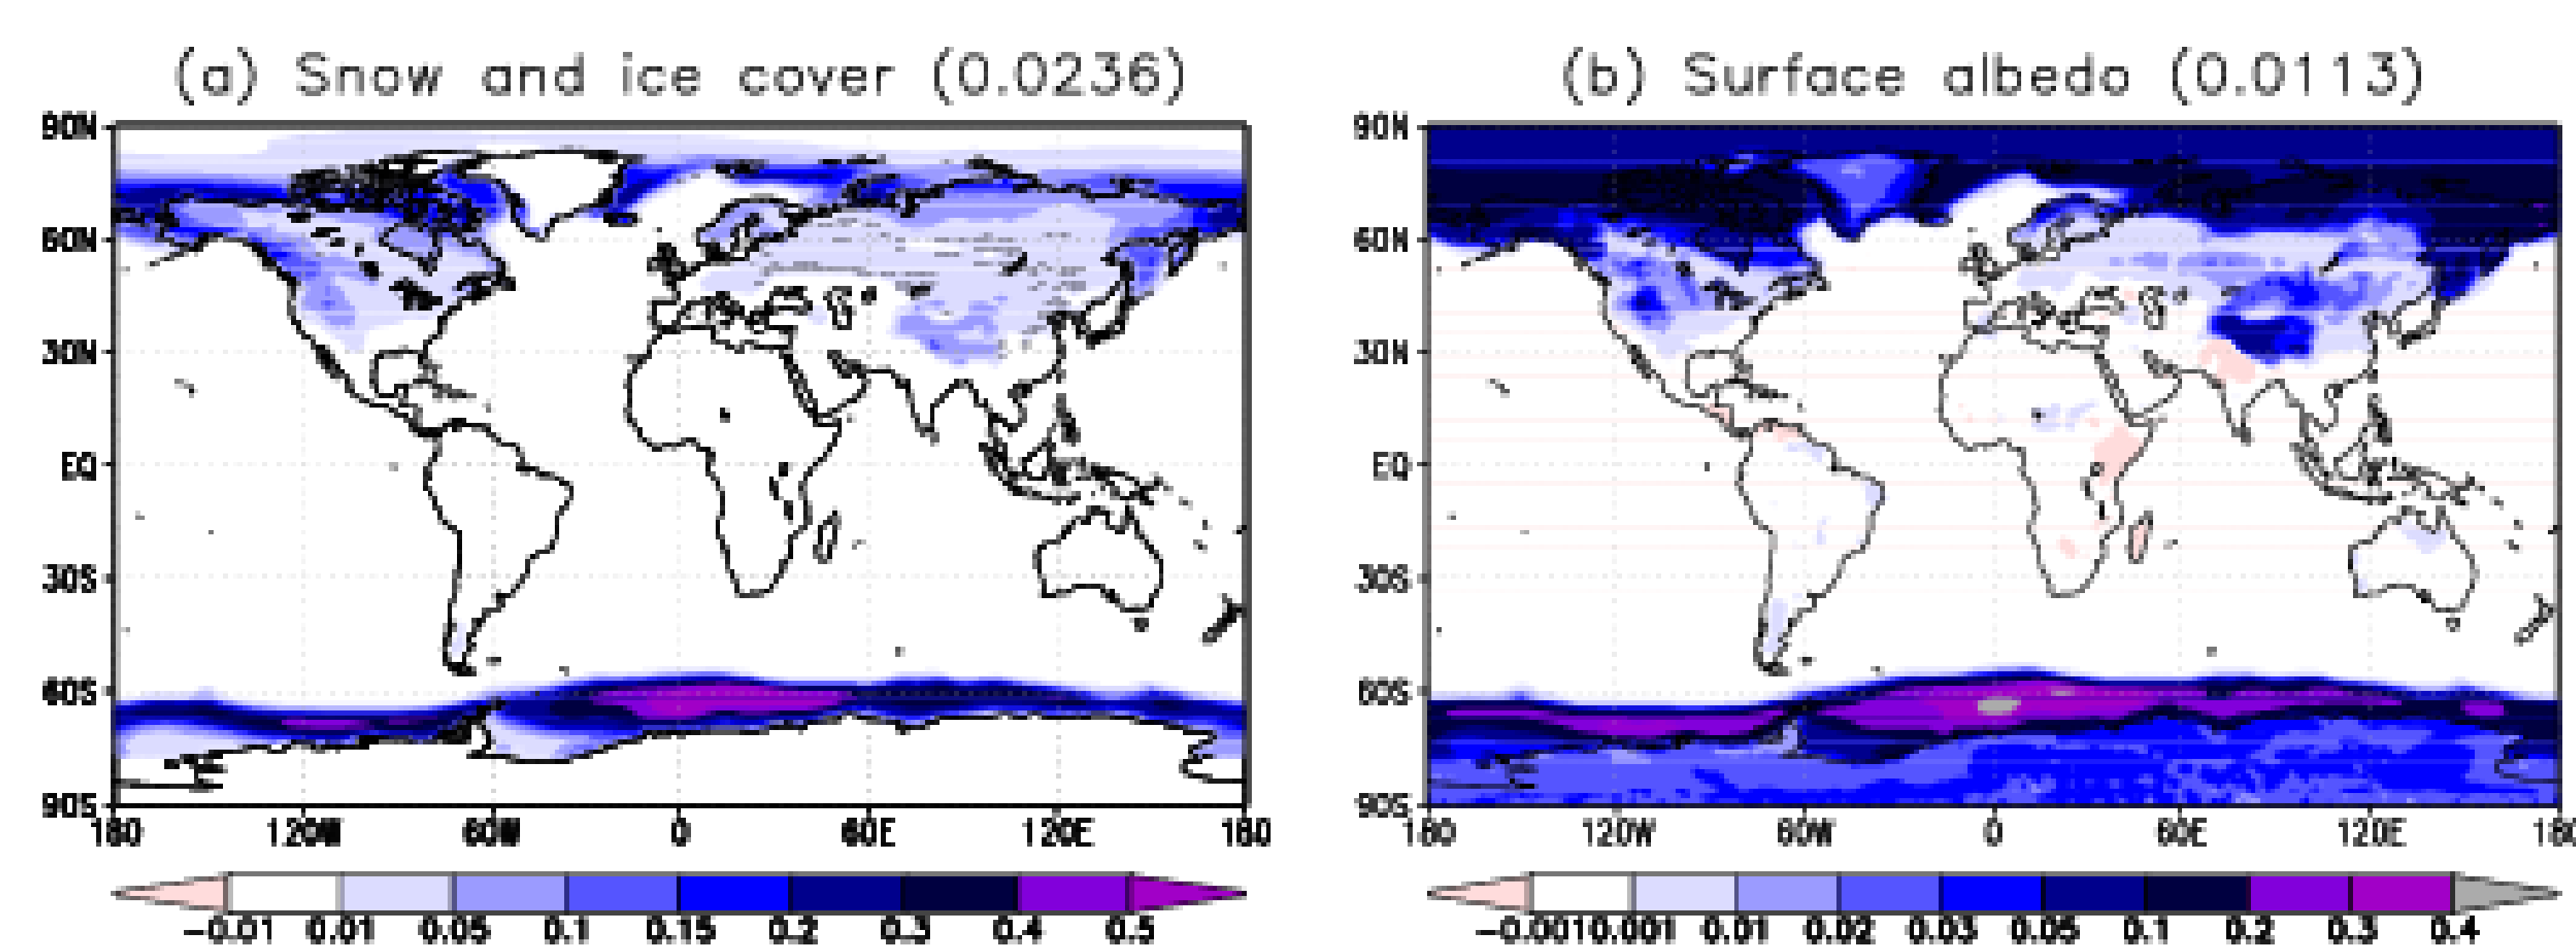 (a) Snow and ice cover (0.0236)
90N
60N
30N
EQ
30S
60S
90S
180 120W 60W 0 60E 120E 180
-0.01 0.01 0.05 0.1 0.15 0.2 0.3 0.4 0.5
(b) Surface albedo (0.0113)
90N
60N
30N
EQ
30S
60S
90S
180 120W 60W 0 60E 120E 180
-0.001 0.001 0.01 0.02 0.03 0.05 0.1 0.2 0.3 0.4